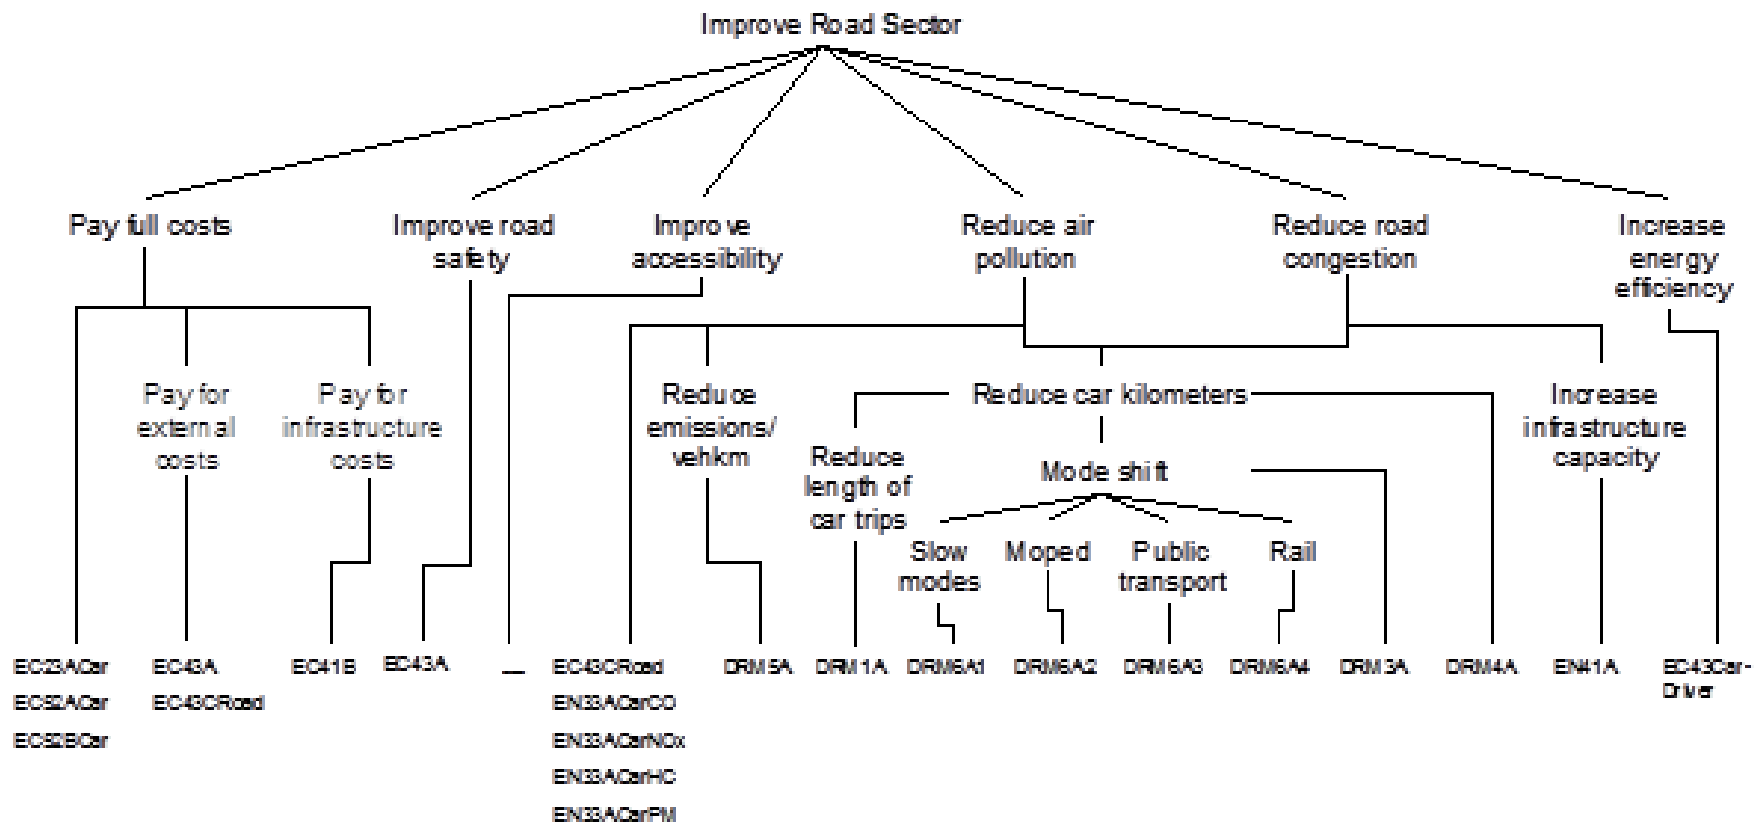 Improve Road Sector
Pay full costs
Improve road
safety
Improve
accessibility
Reduce air
pollution
Reduce road
congestion
Increase
energy
efficiency
Pay for
external
costs
Pay for
infrastructure
costs
Reduce
emissions/
vehkm
Reduce car kilometers
Increase
infrastructure
capacity
Reduce
length of
car trips
Mode shift
Slow
modes
Moped
Public
transport
Rail
EC23ACar
EC43A
EC41B
EC43A
EC43CRoad
DRM5A
DRM1A
DRM6A1
DRM6A2
DRM6A3
DRM6A4
DRM3A
DRM4A
EN41A
EC43Car-
Driver
EC43CRoad
EN33ACarCO
EN33ACarNOx
EN33ACarHC
EN33ACarPM